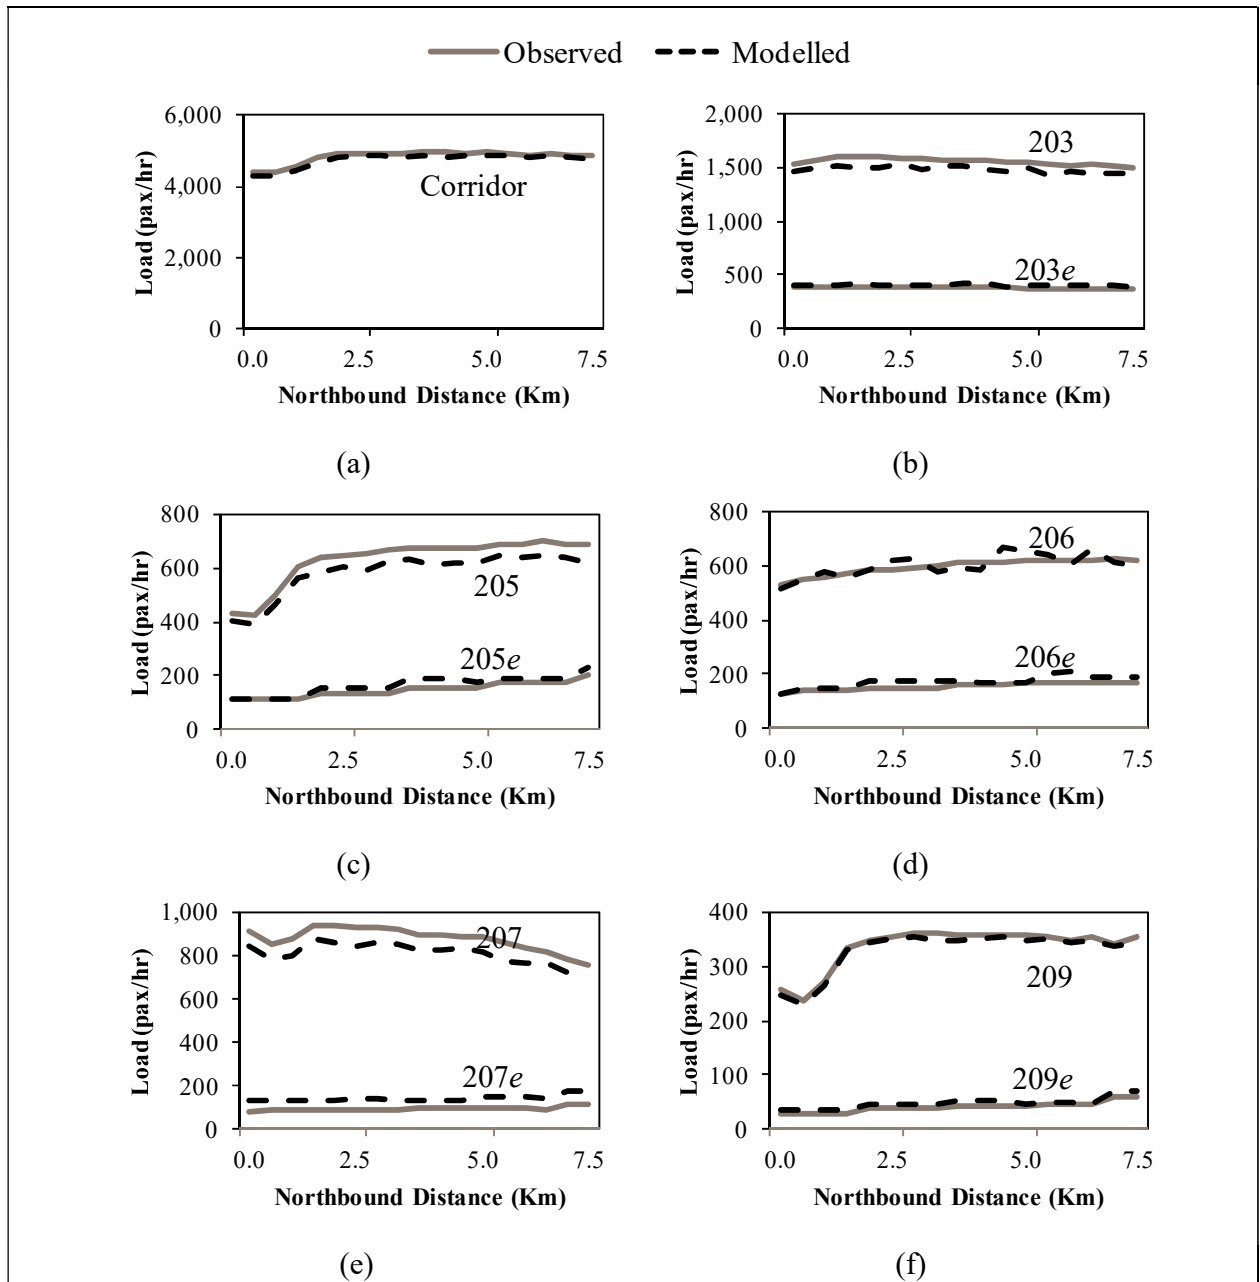 Observed Modelled
6,000
4,000
2,000
0
Load (pax/hr)
Corridor
0.0 2.5 5.0 7.5
Northbound Distance (Km)
(a)
2,000
1,500
1,000
500
0
Load (pax/hr)
203
203e
0.0 2.5 5.0 7.5
Northbound Distance (Km)
(b)
800
600
400
200
0
Load (pax/hr)
205
205e
0.0 2.5 5.0 7.5
Northbound Distance (Km)
(c)
800
600
400
200
0
Load (pax/hr)
206
206e
0.0 2.5 5.0 7.5
Northbound Distance (Km)
(d)
1,000
800
600
400
200
0
Load (pax/hr)
207
207e
0.0 2.5 5.0 7.5
Northbound Distance (Km)
(e)
400
300
200
100
0
Load (pax/hr)
209
209e
0.0 2.5 5.0 7.5
Northbound Distance (Km)
(f)